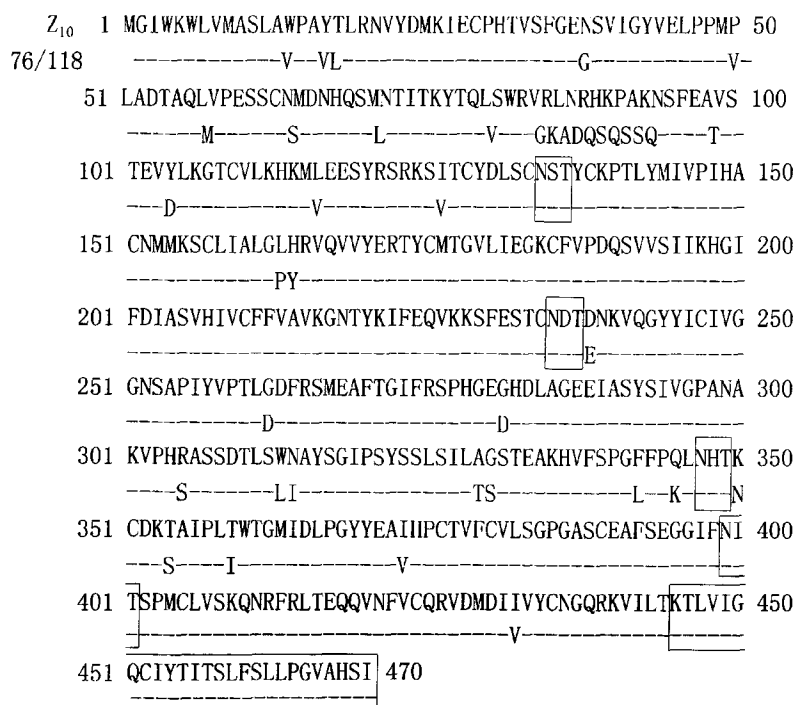 Z10 1 MGIWKWLVMASLAWPAYTLRNVYDMKIECPHTVSFGENSVIGYVELPPMP 50
76/118 ------------V--VL-------------------G-----------V-
51 LADTAQLVPESSCNMDNHQSMNTITKYTQLSWRVRLNRHKPAKNSFEAVS 100
------M------S------L--------V---GKADQSQSSQ----T--
101 TEVYLKGTCVLKHKMLEESYRSRKSITCYDLSCNSTYCKPTLYMIVPIHA 150
---D-----------V---------V------------------------
151 CNMMKSCLIALGLHRVQVVYERTYCMTGVLIEGKCFVPDQSVVSIIKHGI 200
------------PY------------------------------------
201 FDIASVHIVCFFVAVKGNTYKIFEQVKKSFESTCNDTDNKVQGYYICIVG 250
-------------------------------------E------------
251 GNSAPIYVPTLGDFRSMEAFTGIFRSPHGEGHDLAGEEIASYSIVGPANA 300
-----------D------------------D-------------------
301 KVPHRASSDTLSWNAYSGIPSYSSLSILAGSTEAKHVFSPGFFPQLNHTK 350
----S-------LI--------------TS-----------L--K----N
351 CDKTAIPLTWTGMIDLPGYYEAIHPCTVFCVLSGPGASCEAFSEGGIFNI 400
---S----I-------------V---------------------------
401 TSPMCLVSKQNRFRLTEQQVNFVCQRVDMDIIVYCNGQRKVILTKTLVIG 450
-------------------------------V------------------
451 QCIYTITSLFSLLPGVAHSI 470
--------------------